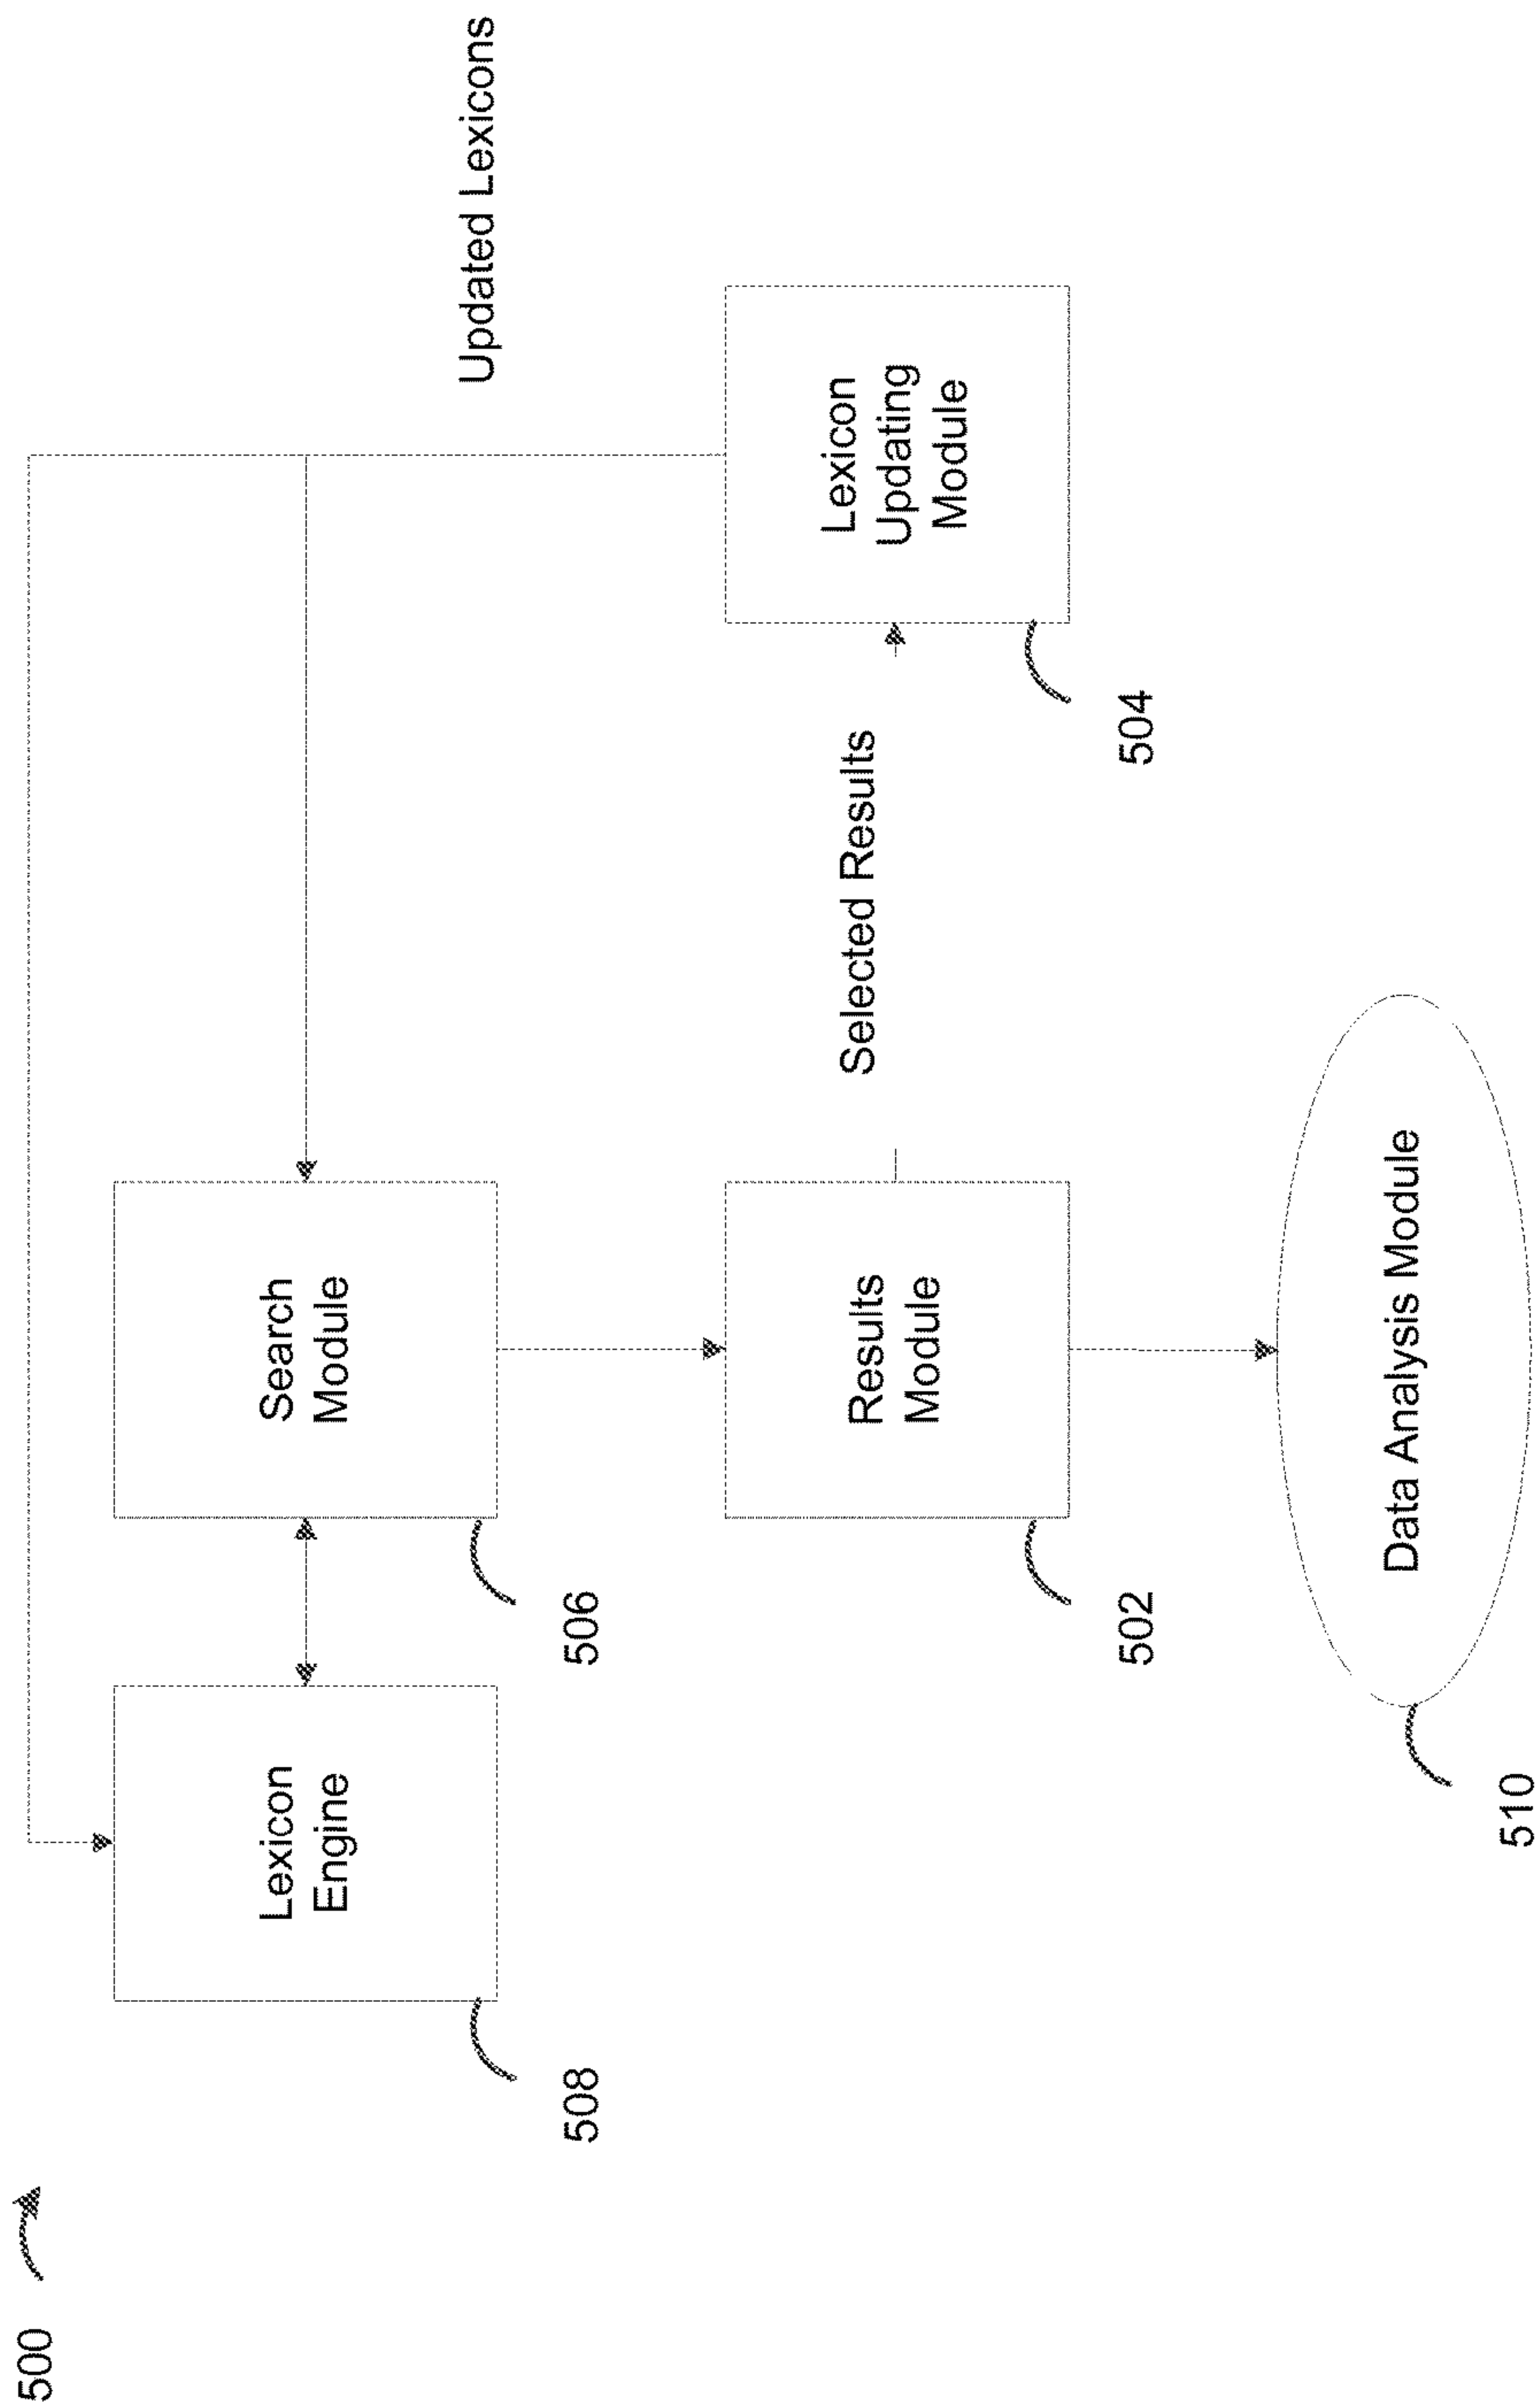 500
Updated Lexicons
Lexicon
Engine
508
Search
Module
506
Results
Module
502
Selected Results
Lexicon
Updating
Module
504
Data Analysis Module
510